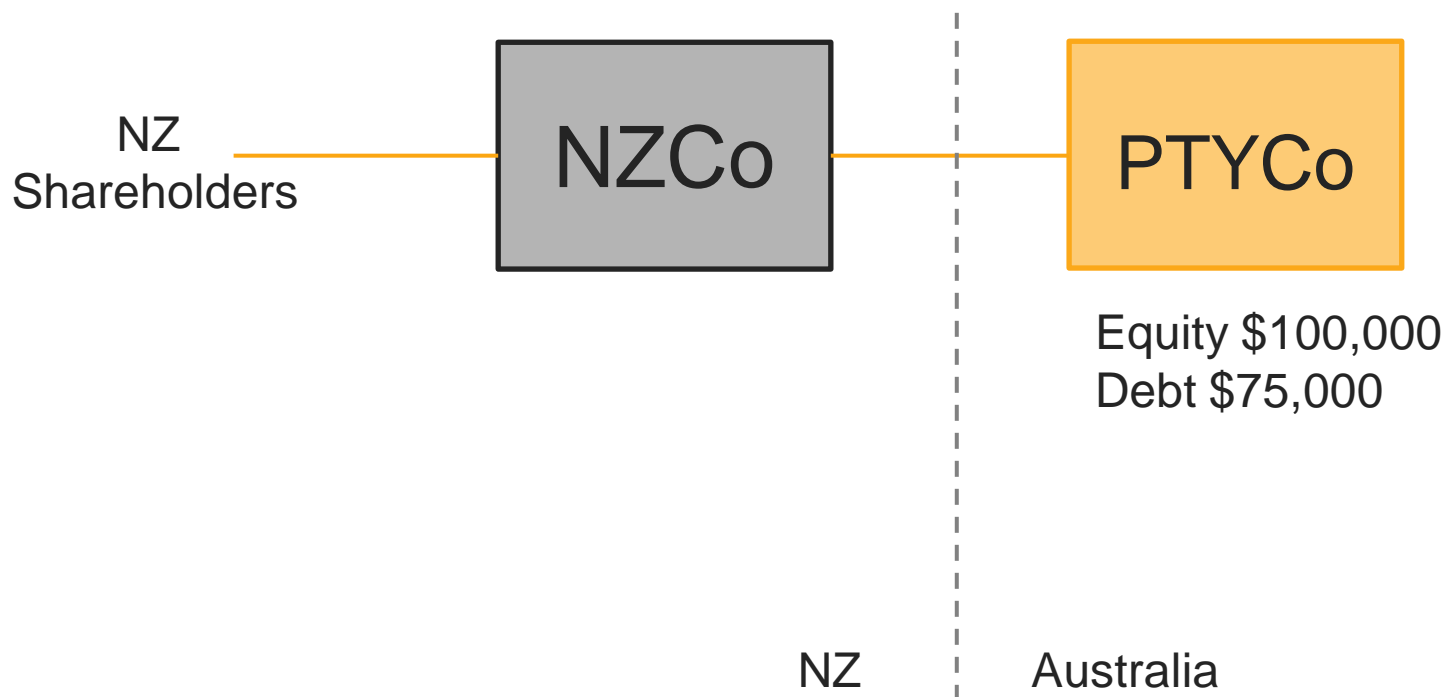 NZ
Shareholders
NZCo
PTYCo
Equity $100,000
Debt $75,000
NZ
Australia